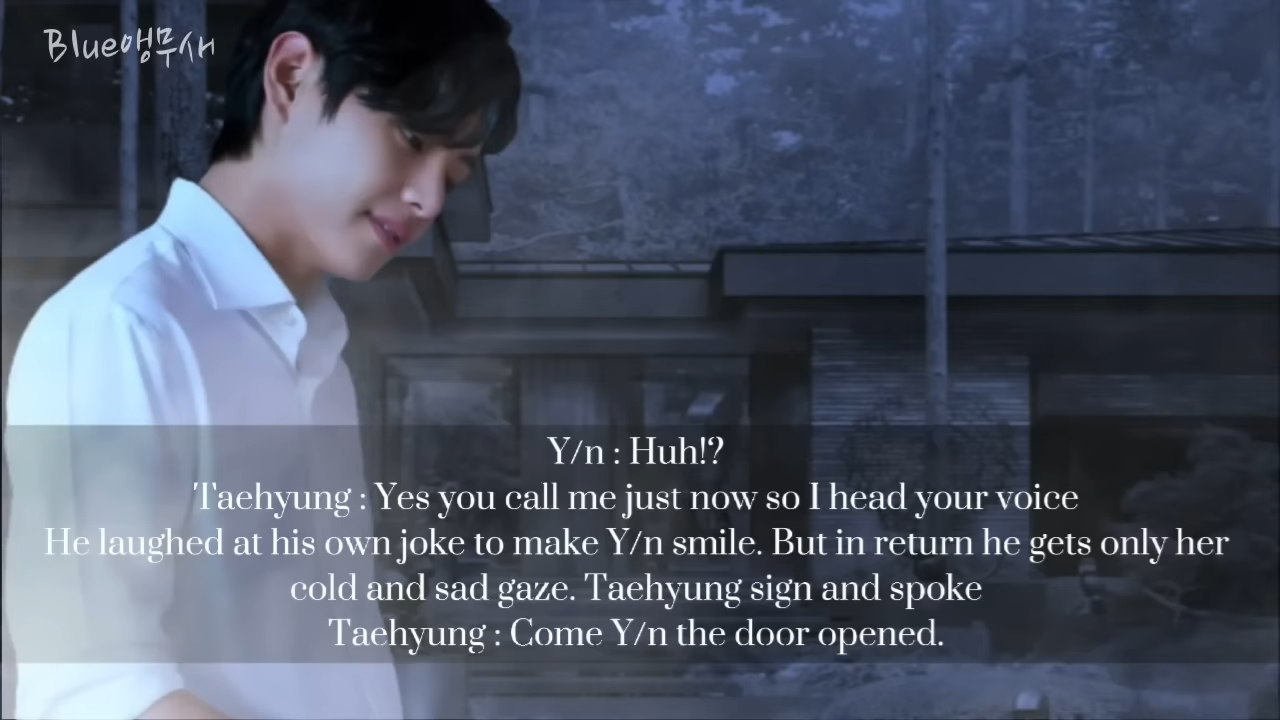 Blue앵무새
Y/n : Huh!?
Taehyung : Yes you call me just now so I head your voice
He laughed at his own joke to make Y/n smile. But in return he gets only her
cold and sad gaze. Taehyung sign and spoke
Taehyung : Come Y/n the door opened.